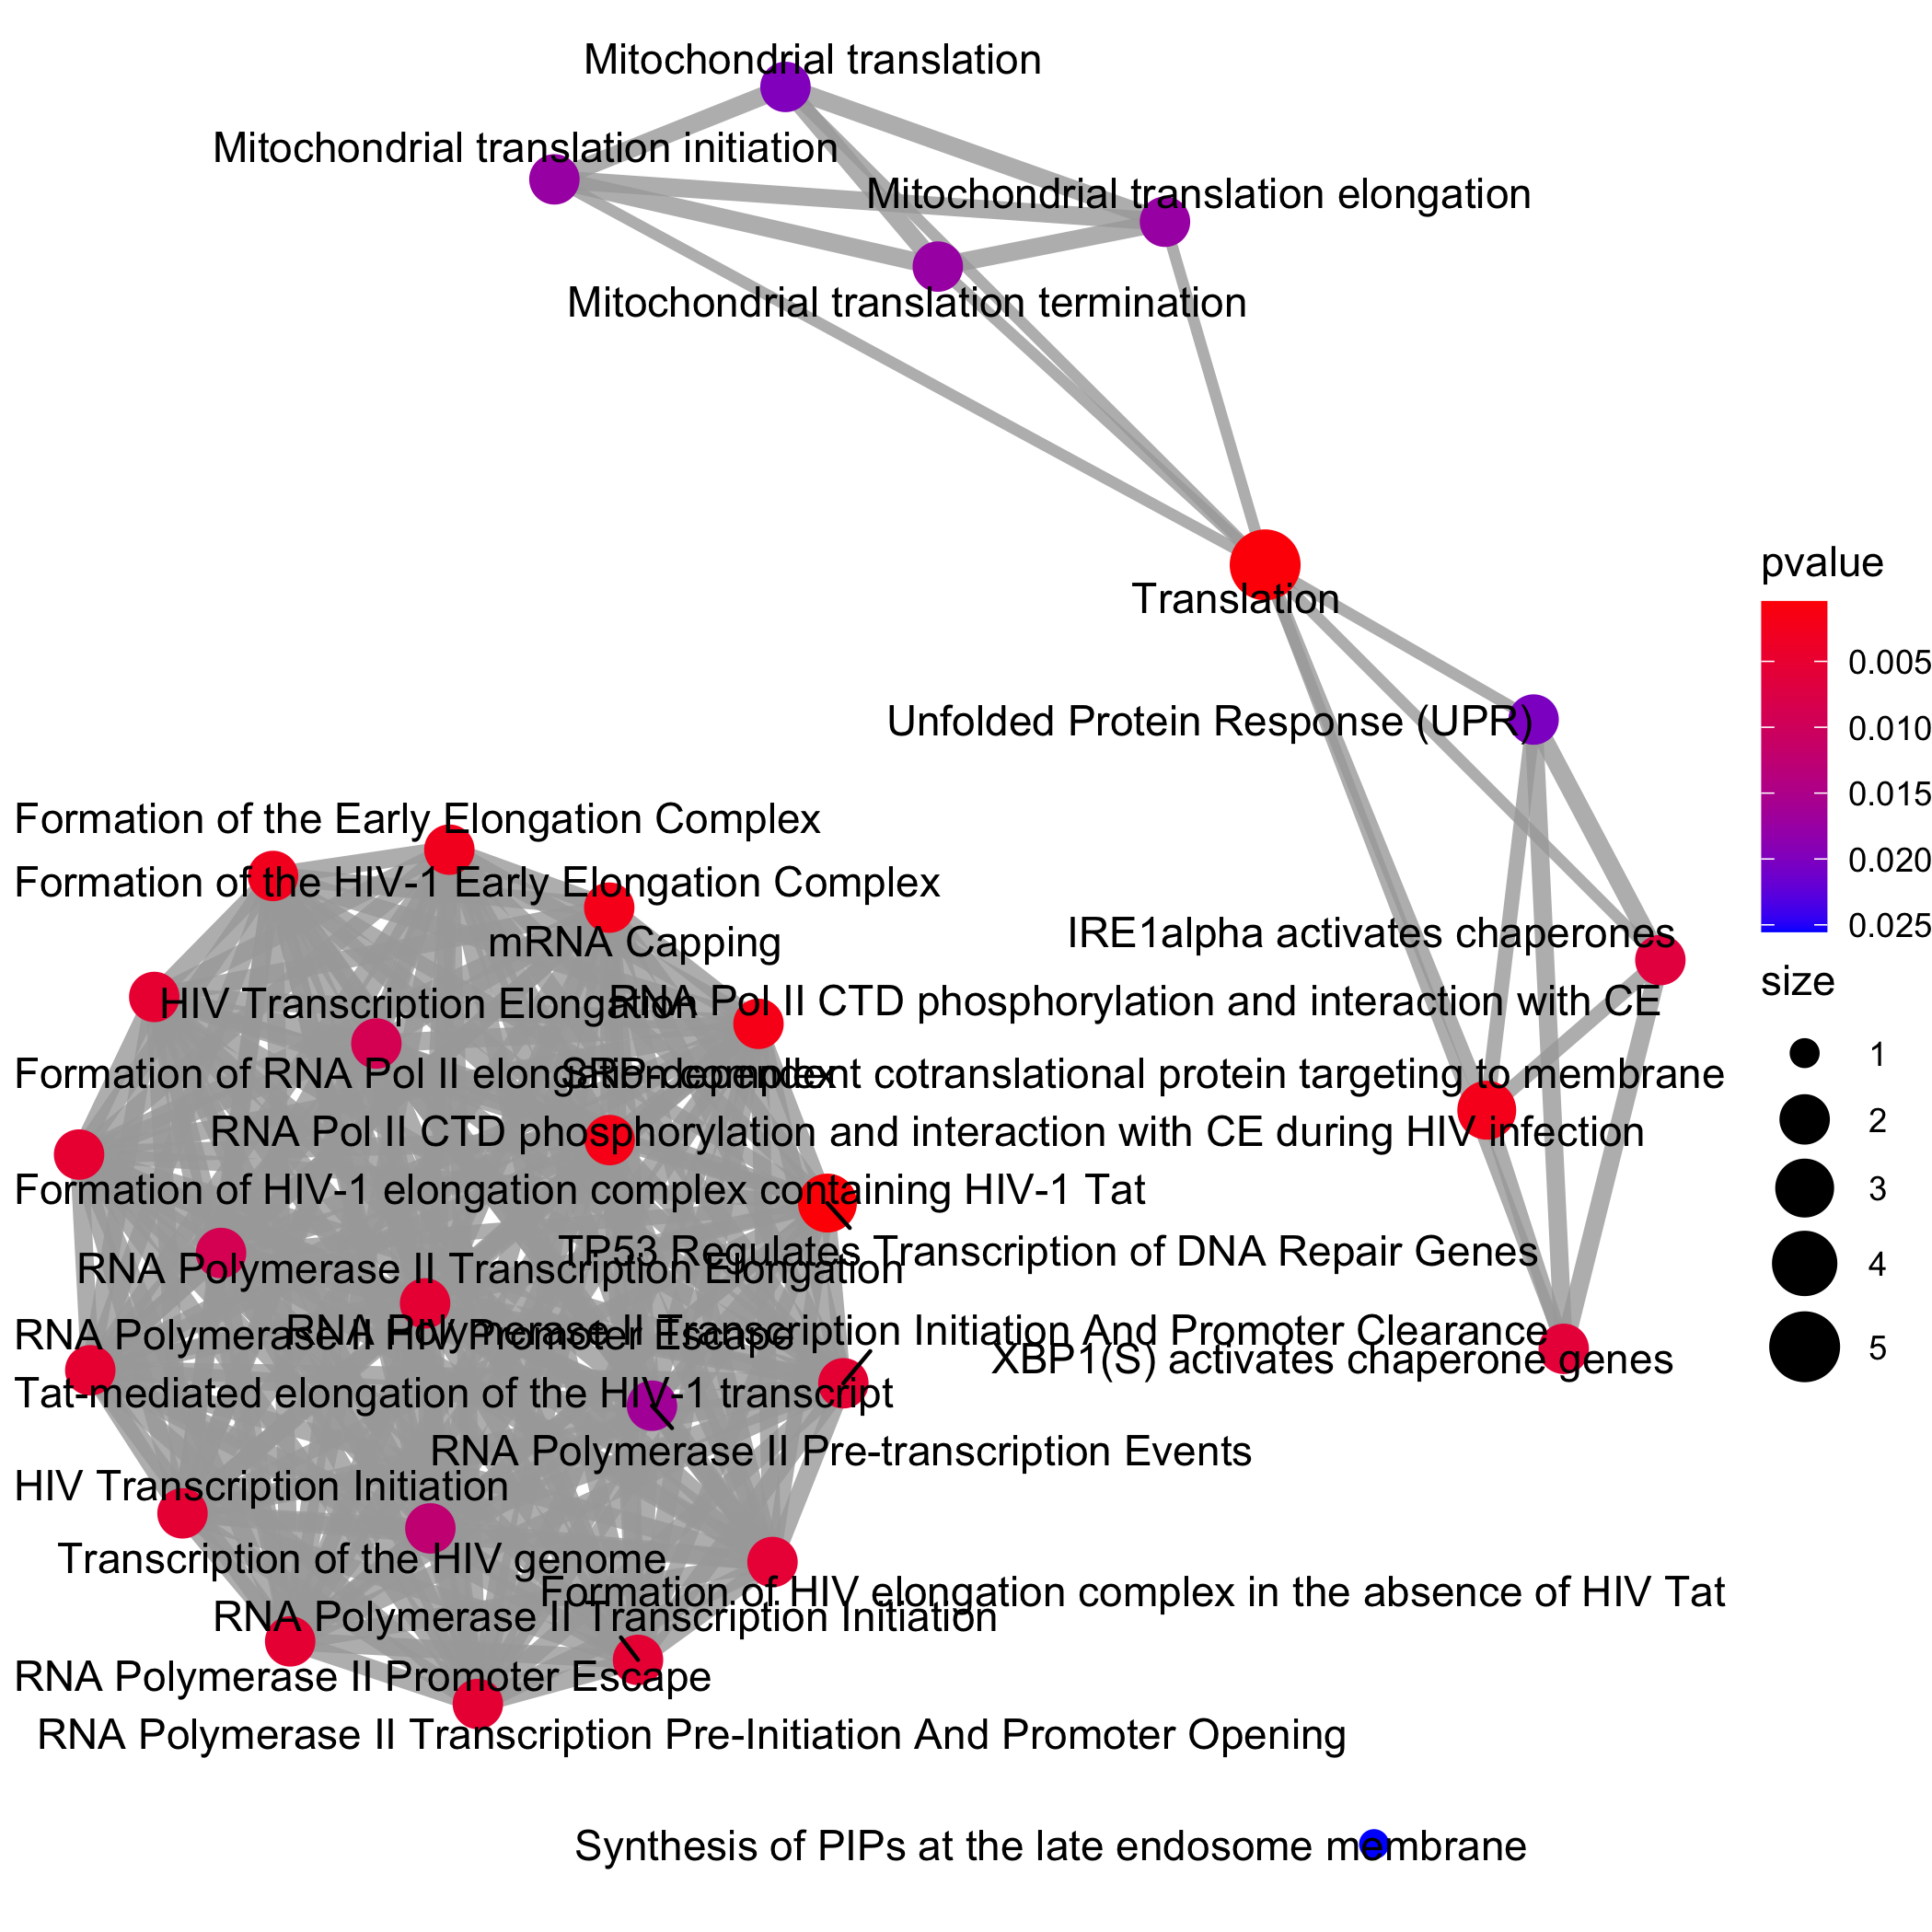 Mitochondrial translation
Mitochondrial translation initiation
Mitochondrial translation elongation
Mitochondrial translation termination
Translation
Unfolded Protein Response (UPR)
Formation of the Early Elongation Complex
Formation of the HIV-1 Early Elongation Complex
mRNA Capping
IRE1alpha activates chaperones
HIV Transcription Elongation
RNA Pol II CTD phosphorylation and interaction with CE
Formation of RNA Pol II elongation complex
SRP-dependent cotranslational protein targeting to membrane
RNA Pol II CTD phosphorylation and interaction with CE during HIV infection
Formation of HIV-1 elongation complex containing HIV-1 Tat
TP53 Regulates Transcription of DNA Repair Genes
RNA Polymerase II Transcription Elongation
RNA Polymerase II HIV Promoter Escape
RNA Polymerase II Transcription Initiation And Promoter Clearance
XBP1(S) activates chaperone genes
Tat-mediated elongation of the HIV-1 transcript
RNA Polymerase II Pre-transcription Events
HIV Transcription Initiation
Transcription of the HIV genome
Formation of HIV elongation complex in the absence of HIV Tat
RNA Polymerase II Transcription Initiation
RNA Polymerase II Promoter Escape
RNA Polymerase II Transcription Pre-Initiation And Promoter Opening
Synthesis of PIPs at the late endosome membrane
pvalue
0.005
0.010
0.015
0.020
0.025
size
1
2
3
4
5